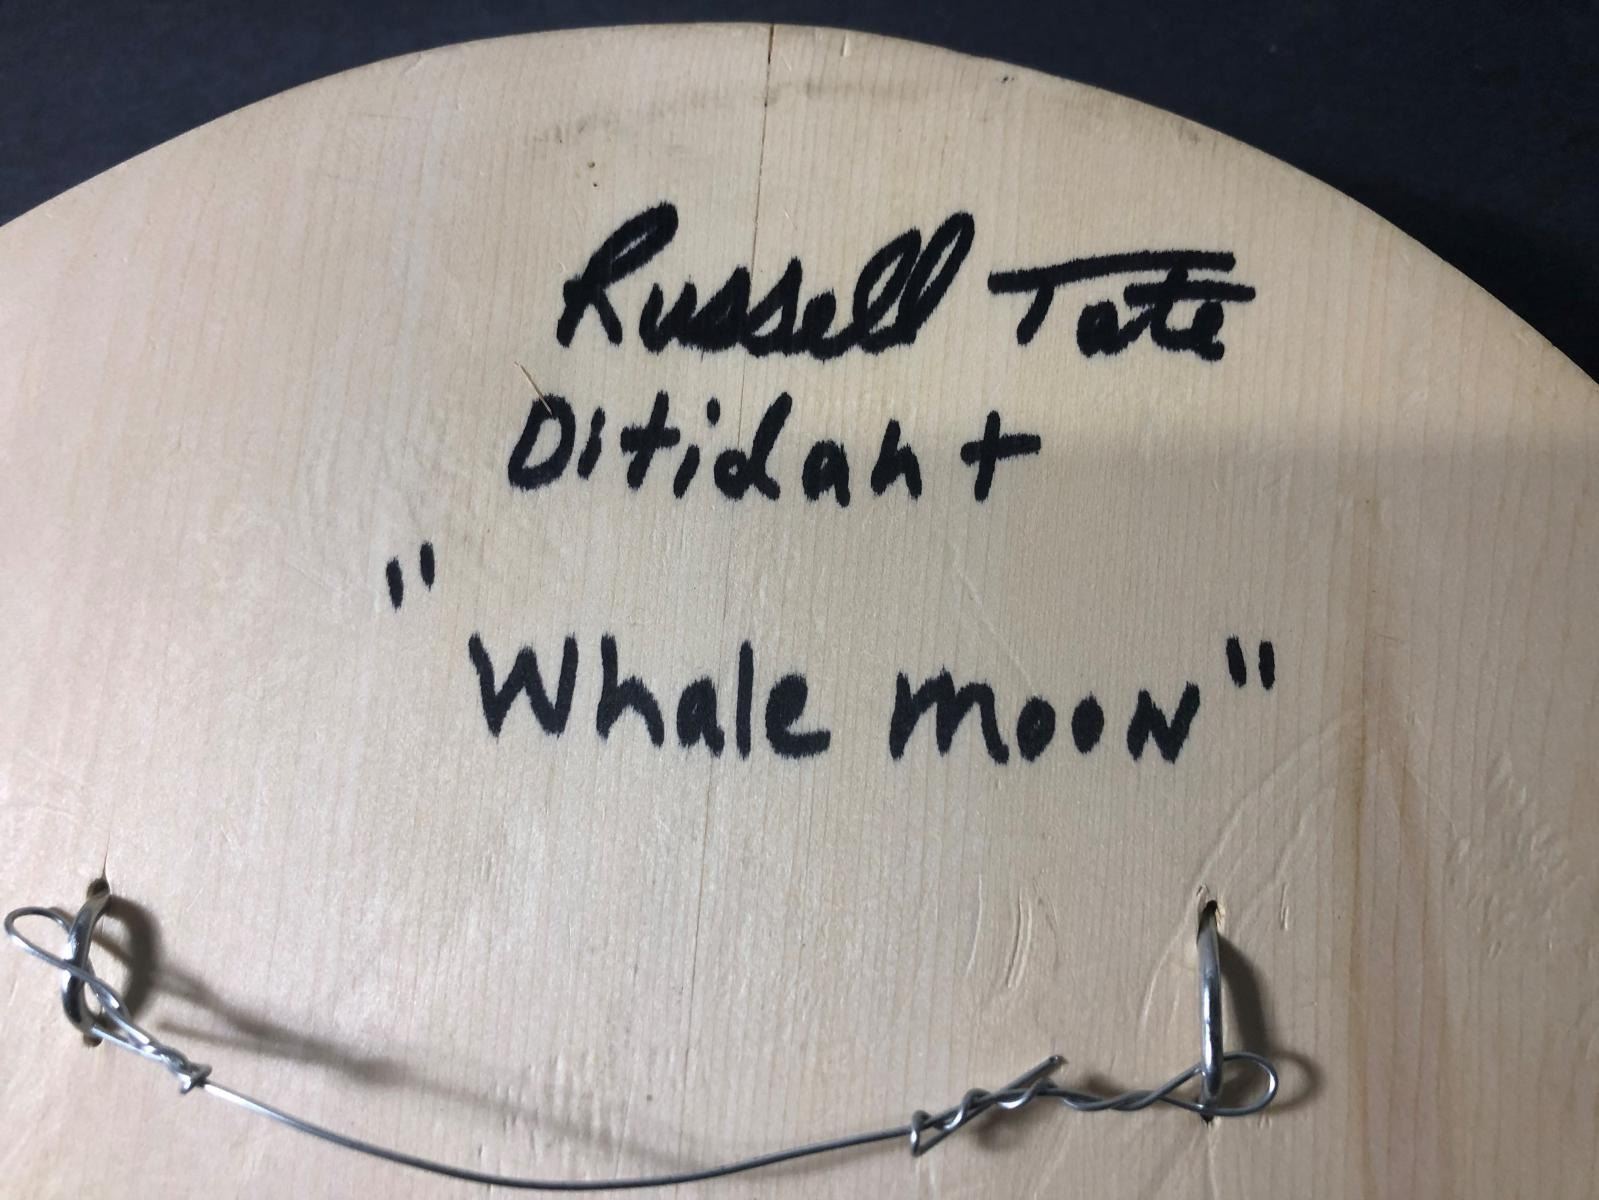 Russell Tate
Ditidaht
"Whale Moon"